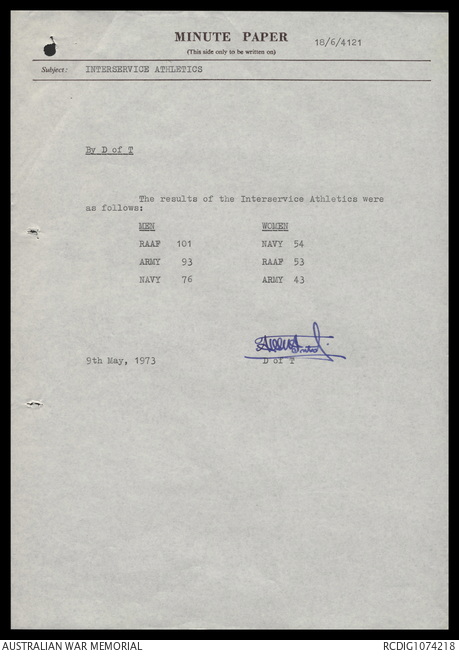 MINUTE PAPER
(This side only to be written on)
18/6/4121
Subject: INTERSERVICE ATHLETICS
By D of T
The results of the Interservice Athletics were
as follows:
MEN WOMEN
RAAF 101 NAVY 54
ARMY 93 RAAF 53
NAVY 76 ARMY 43
9th May, 1973
D of T
AUSTRALIAN WAR MEMORIAL RCDIG1074218